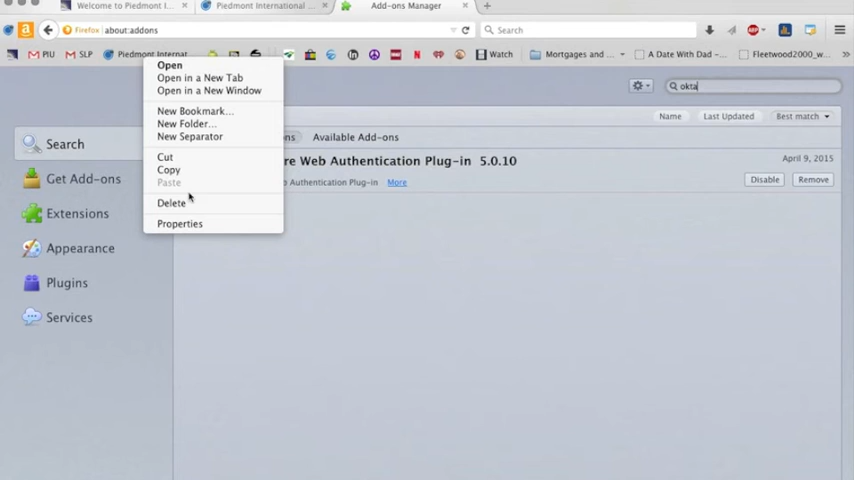 Welcome to Piedmont I...
Piedmont International ...
Add-ons Manager
Firefox
about:addons
Search
PIU
SLP
Piedmont Internat
Watch
Mortgages and ...
A Date With Dad -...
Fleetwood2000_w...
Open
Open in a New Tab
Open in a New Window
New Bookmark...
New Folder...
New Separator
Cut
Copy
Paste
Delete
Properties
okta
Name
Last Updated
Best match
Search
Get Add-ons
Extensions
Appearance
Plugins
Services
Available Add-ons
Web Authentication Plug-in 5.0.10
April 9, 2015
Authentication Plug-in
More
Disable
Remove